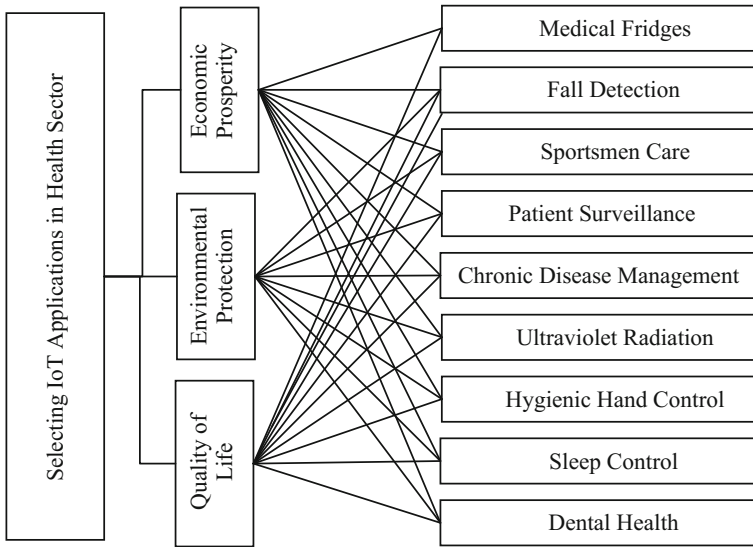 Selecting IoT Applications in Health Sector
Economic
Prosperity
Environmental
Protection
Quality of
Life
Medical Fridges
Fall Detection
Sportsmen Care
Patient Surveillance
Chronic Disease Management
Ultraviolet Radiation
Hygienic Hand Control
Sleep Control
Dental Health